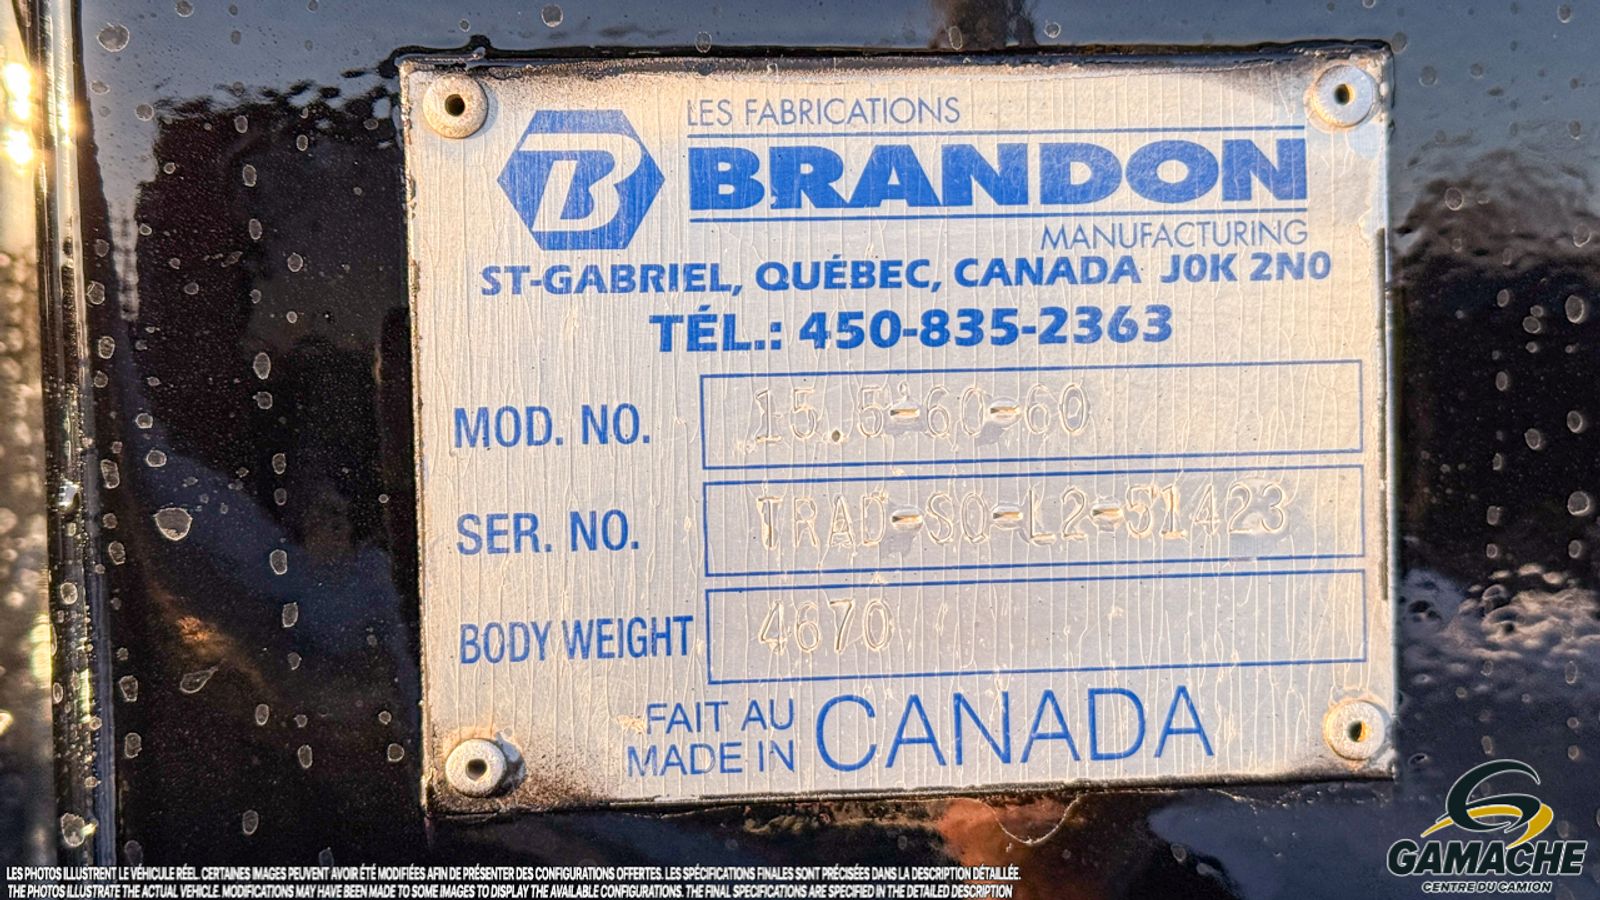 LES FABRICATIONS
B BRANDON
MANUFACTURING
ST-GABRIEL, QUÉBEC, CANADA J0K 2N0
TÉL.: 450-835-2363
MOD. NO. 15.5-60-60
SER. NO. TRAD-SQ-L2-51423
BODY WEIGHT 4670
FAIT AU
MADE IN CANADA
GAMACHE
CENTRE DU CAMION
LES PHOTOS ILLUSTRENT LE VÉHICULE RÉEL. CERTAINES IMAGES PEUVENT AVOIR ÉTÉ MODIFIÉES AFIN DE PRÉSENTER DES CONFIGURATIONS OFFERTES. LES SPÉCIFICATIONS FINALES SONT PRÉCISÉES DANS LA DESCRIPTION DÉTAILLÉE.
THE PHOTOS ILLUSTRATE THE ACTUAL VEHICLE. MODIFICATIONS MAY HAVE BEEN MADE TO SOME IMAGES TO DISPLAY THE AVAILABLE CONFIGURATIONS. THE FINAL SPECIFICATIONS ARE SPECIFIED IN THE DETAILED DESCRIPTION